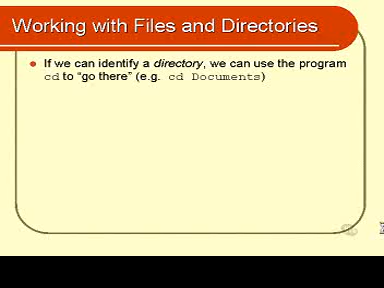 Working with Files and Directories
If we can identify a directory, we can use the program
cd to “go there” (e.g. cd Documents)